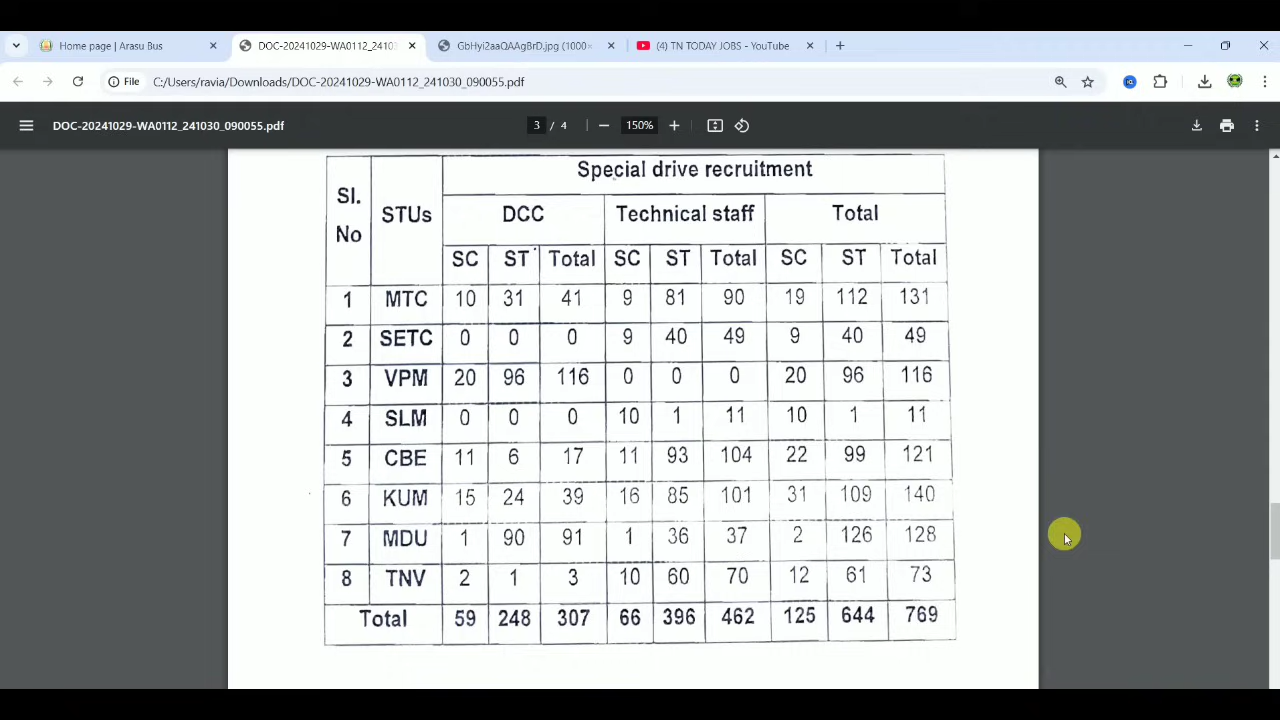 Home page | Arasu Bus
DOC-20241029-WA0112_2410
GbHyi2aaQAAgBrD.jpg (1000×
(4) TN TODAY JOBS - YouTube
File
C:/Users/ravia/Downloads/DOC-20241029-WA0112_241030_090055.pdf
DOC-20241029-WA0112_241030_090055.pdf
3 / 4
150%
Sl. No STUs Special drive recruitment
DCC Technical staff Total
SC ST Total SC ST Total SC ST Total
1 MTC 10 31 41 9 81 90 19 112 131
2 SETC 0 0 0 9 40 49 9 40 49
3 VPM 20 96 116 0 0 0 20 96 116
4 SLM 0 0 0 10 1 11 10 1 11
5 CBE 11 6 17 11 93 104 22 99 121
6 KUM 15 24 39 16 85 101 31 109 140
7 MDU 1 90 91 1 36 37 2 126 128
8 TNV 2 1 3 10 60 70 12 61 73
Total 59 248 307 66 396 462 125 644 769